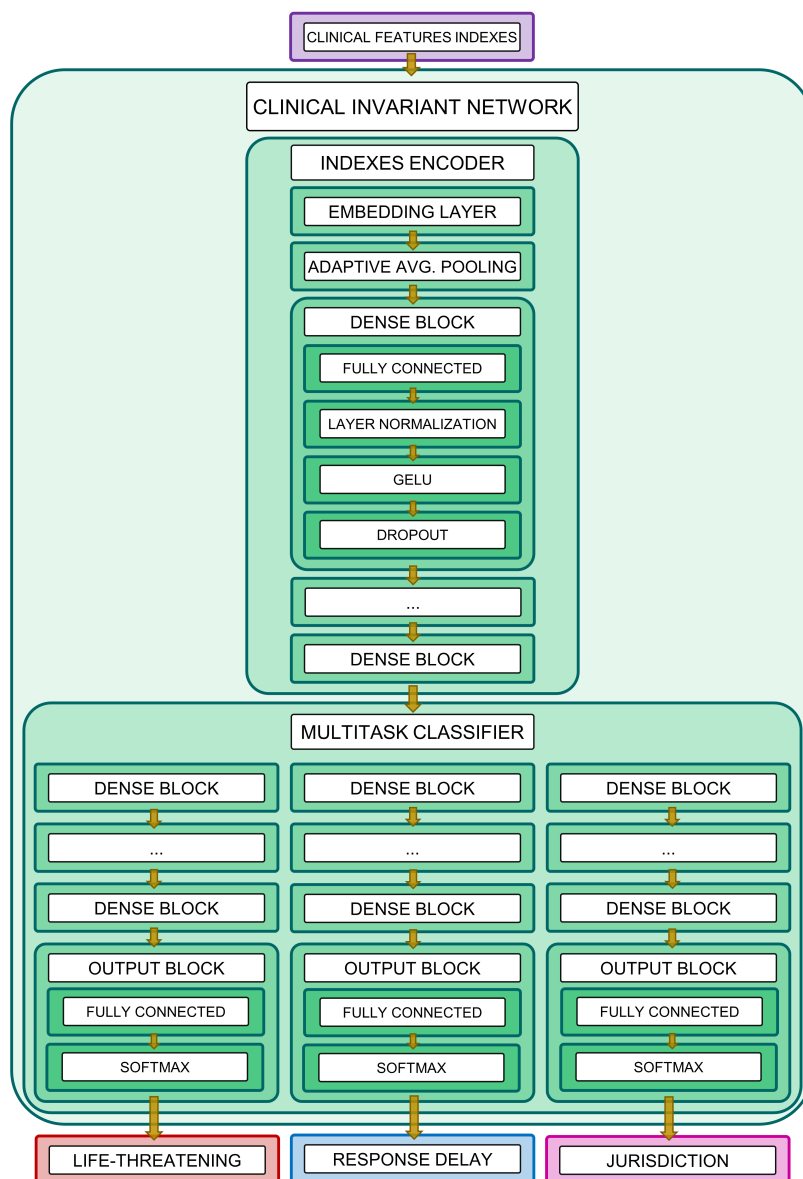 CLINICAL FEATURES INDEXES
CLINICAL INVARIANT NETWORK
INDEXES ENCODER
EMBEDDING LAYER
ADAPTIVE AVG. POOLING
DENSE BLOCK
FULLY CONNECTED
LAYER NORMALIZATION
GELU
DROPOUT
...
DENSE BLOCK
MULTITASK CLASSIFIER
DENSE BLOCK DENSE BLOCK DENSE BLOCK
... ... ...
DENSE BLOCK DENSE BLOCK DENSE BLOCK
OUTPUT BLOCK OUTPUT BLOCK OUTPUT BLOCK
FULLY CONNECTED FULLY CONNECTED FULLY CONNECTED
SOFTMAX SOFTMAX SOFTMAX
LIFE-THREATENING RESPONSE DELAY JURISDICTION